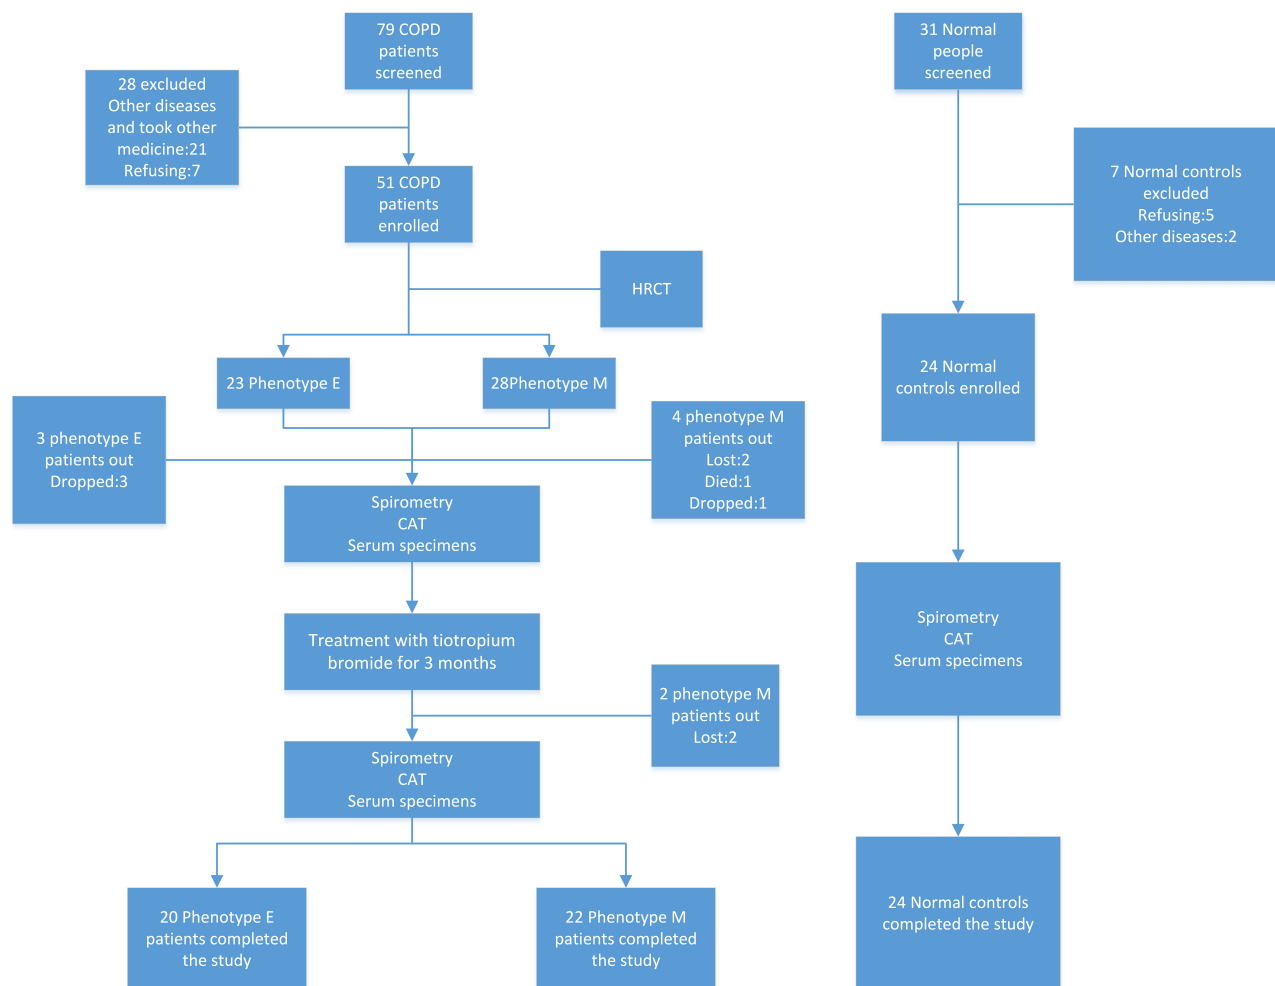 79 COPD
patients
screened
28 excluded
Other diseases
and took other
medicine:21
Refusing:7
51 COPD
patients
enrolled
HRCT
23 Phenotype E
28Phenotype M
3 phenotype E
patients out
Dropped:3
4 phenotype M
patients out
Lost:2
Died:1
Dropped:1
Spirometry
CAT
Serum specimens
Treatment with tiotropium
bromide for 3 months
2 phenotype M
patients out
Lost:2
Spirometry
CAT
Serum specimens
20 Phenotype E
patients completed
the study
22 Phenotype M
patients completed
the study
31 Normal
people
screened
7 Normal controls
excluded
Refusing:5
Other diseases:2
24 Normal
controls enrolled
Spirometry
CAT
Serum specimens
24 Normal controls
completed the study